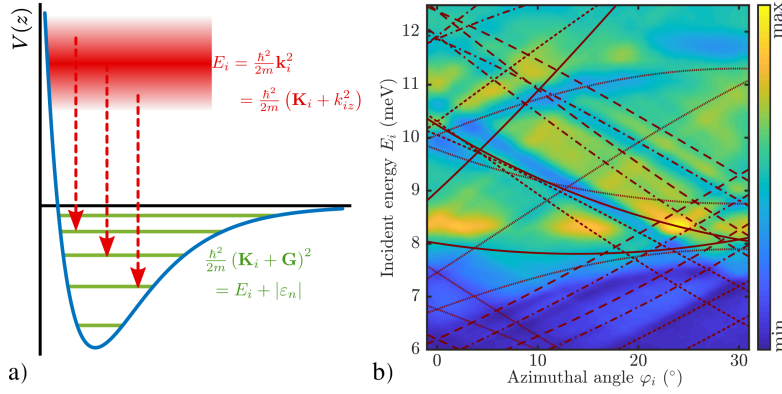 V(z)
E_i = ħ²/2m k_i²
= ħ²/2m (K_i + k_iz²)
ħ²/2m (K_i + G)²
= E_i + |ε_n|
a)
Incident energy E_i (meV)
12
11
10
9
8
7
6
0
10
20
30
Azimuthal angle φ_i (°)
b)
max
min